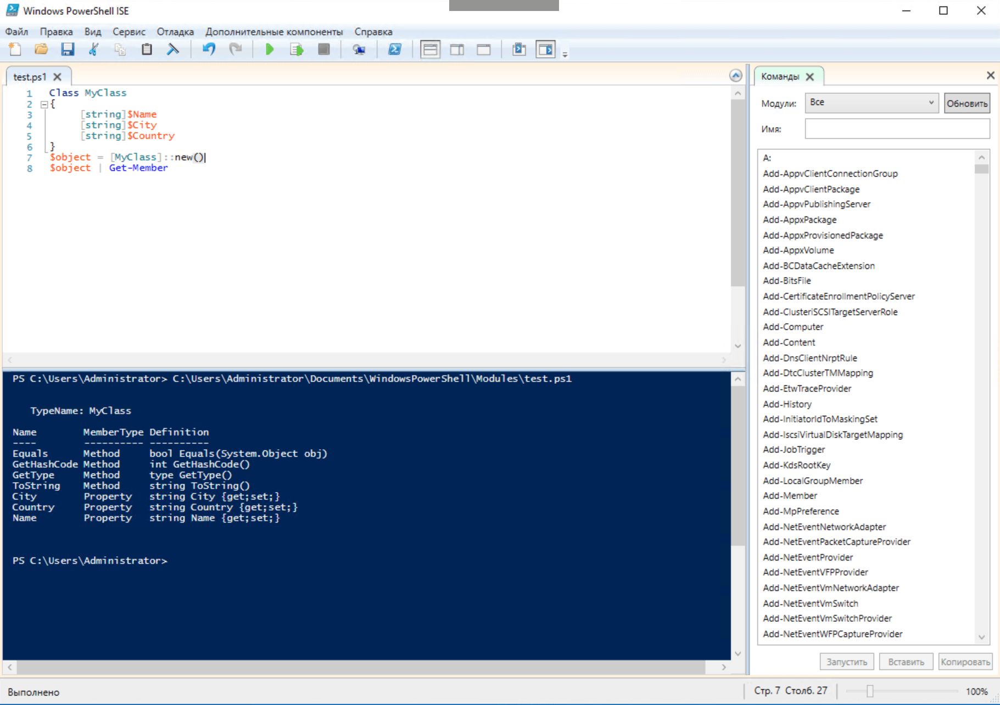 Windows PowerShell ISE
Файл Правка Вид Сервис Отладка Дополнительные компоненты Справка
test.ps1
1 Class MyClass
2 {
3 [string]$Name
4 [string]$City
5 [string]$Country
6 }
7 $object = [MyClass]::new()
8 $object | Get-Member
PS C:\Users\Administrator> C:\Users\Administrator\Documents\WindowsPowerShell\Modules\test.ps1
TypeName: MyClass
Name MemberType Definition
---- ---------- ----------
Equals Method bool Equals(System.Object obj)
GetHashCode Method int GetHashCode()
GetType Method type GetType()
ToString Method string ToString()
City Property string City {get;set;}
Country Property string Country {get;set;}
Name Property string Name {get;set;}
PS C:\Users\Administrator>
Команды
Модули: Все Обновить
Имя:
A:
Add-AppvClientConnectionGroup
Add-AppvClientPackage
Add-AppvPublishingServer
Add-AppxPackage
Add-AppxProvisionedPackage
Add-AppxVolume
Add-BCDataCacheExtension
Add-BitsFile
Add-CertificateEnrollmentPolicyServer
Add-ClusteriSCSITargetServerRole
Add-Computer
Add-Content
Add-DnsClientNrptRule
Add-DtcClusterTMMapping
Add-EtwTraceProvider
Add-History
Add-InitiatorIdToMaskingSet
Add-IscsiVirtualDiskTargetMapping
Add-JobTrigger
Add-KdsRootKey
Add-LocalGroupMember
Add-Member
Add-MpPreference
Add-NetEventNetworkAdapter
Add-NetEventPacketCaptureProvider
Add-NetEventProvider
Add-NetEventVFPProvider
Add-NetEventVmNetworkAdapter
Add-NetEventVmSwitch
Add-NetEventVmSwitchProvider
Add-NetEventWFPCaptureProvider
Запустить Вставить Копировать
Выполнено
Стр. 7 Столб. 27
100%